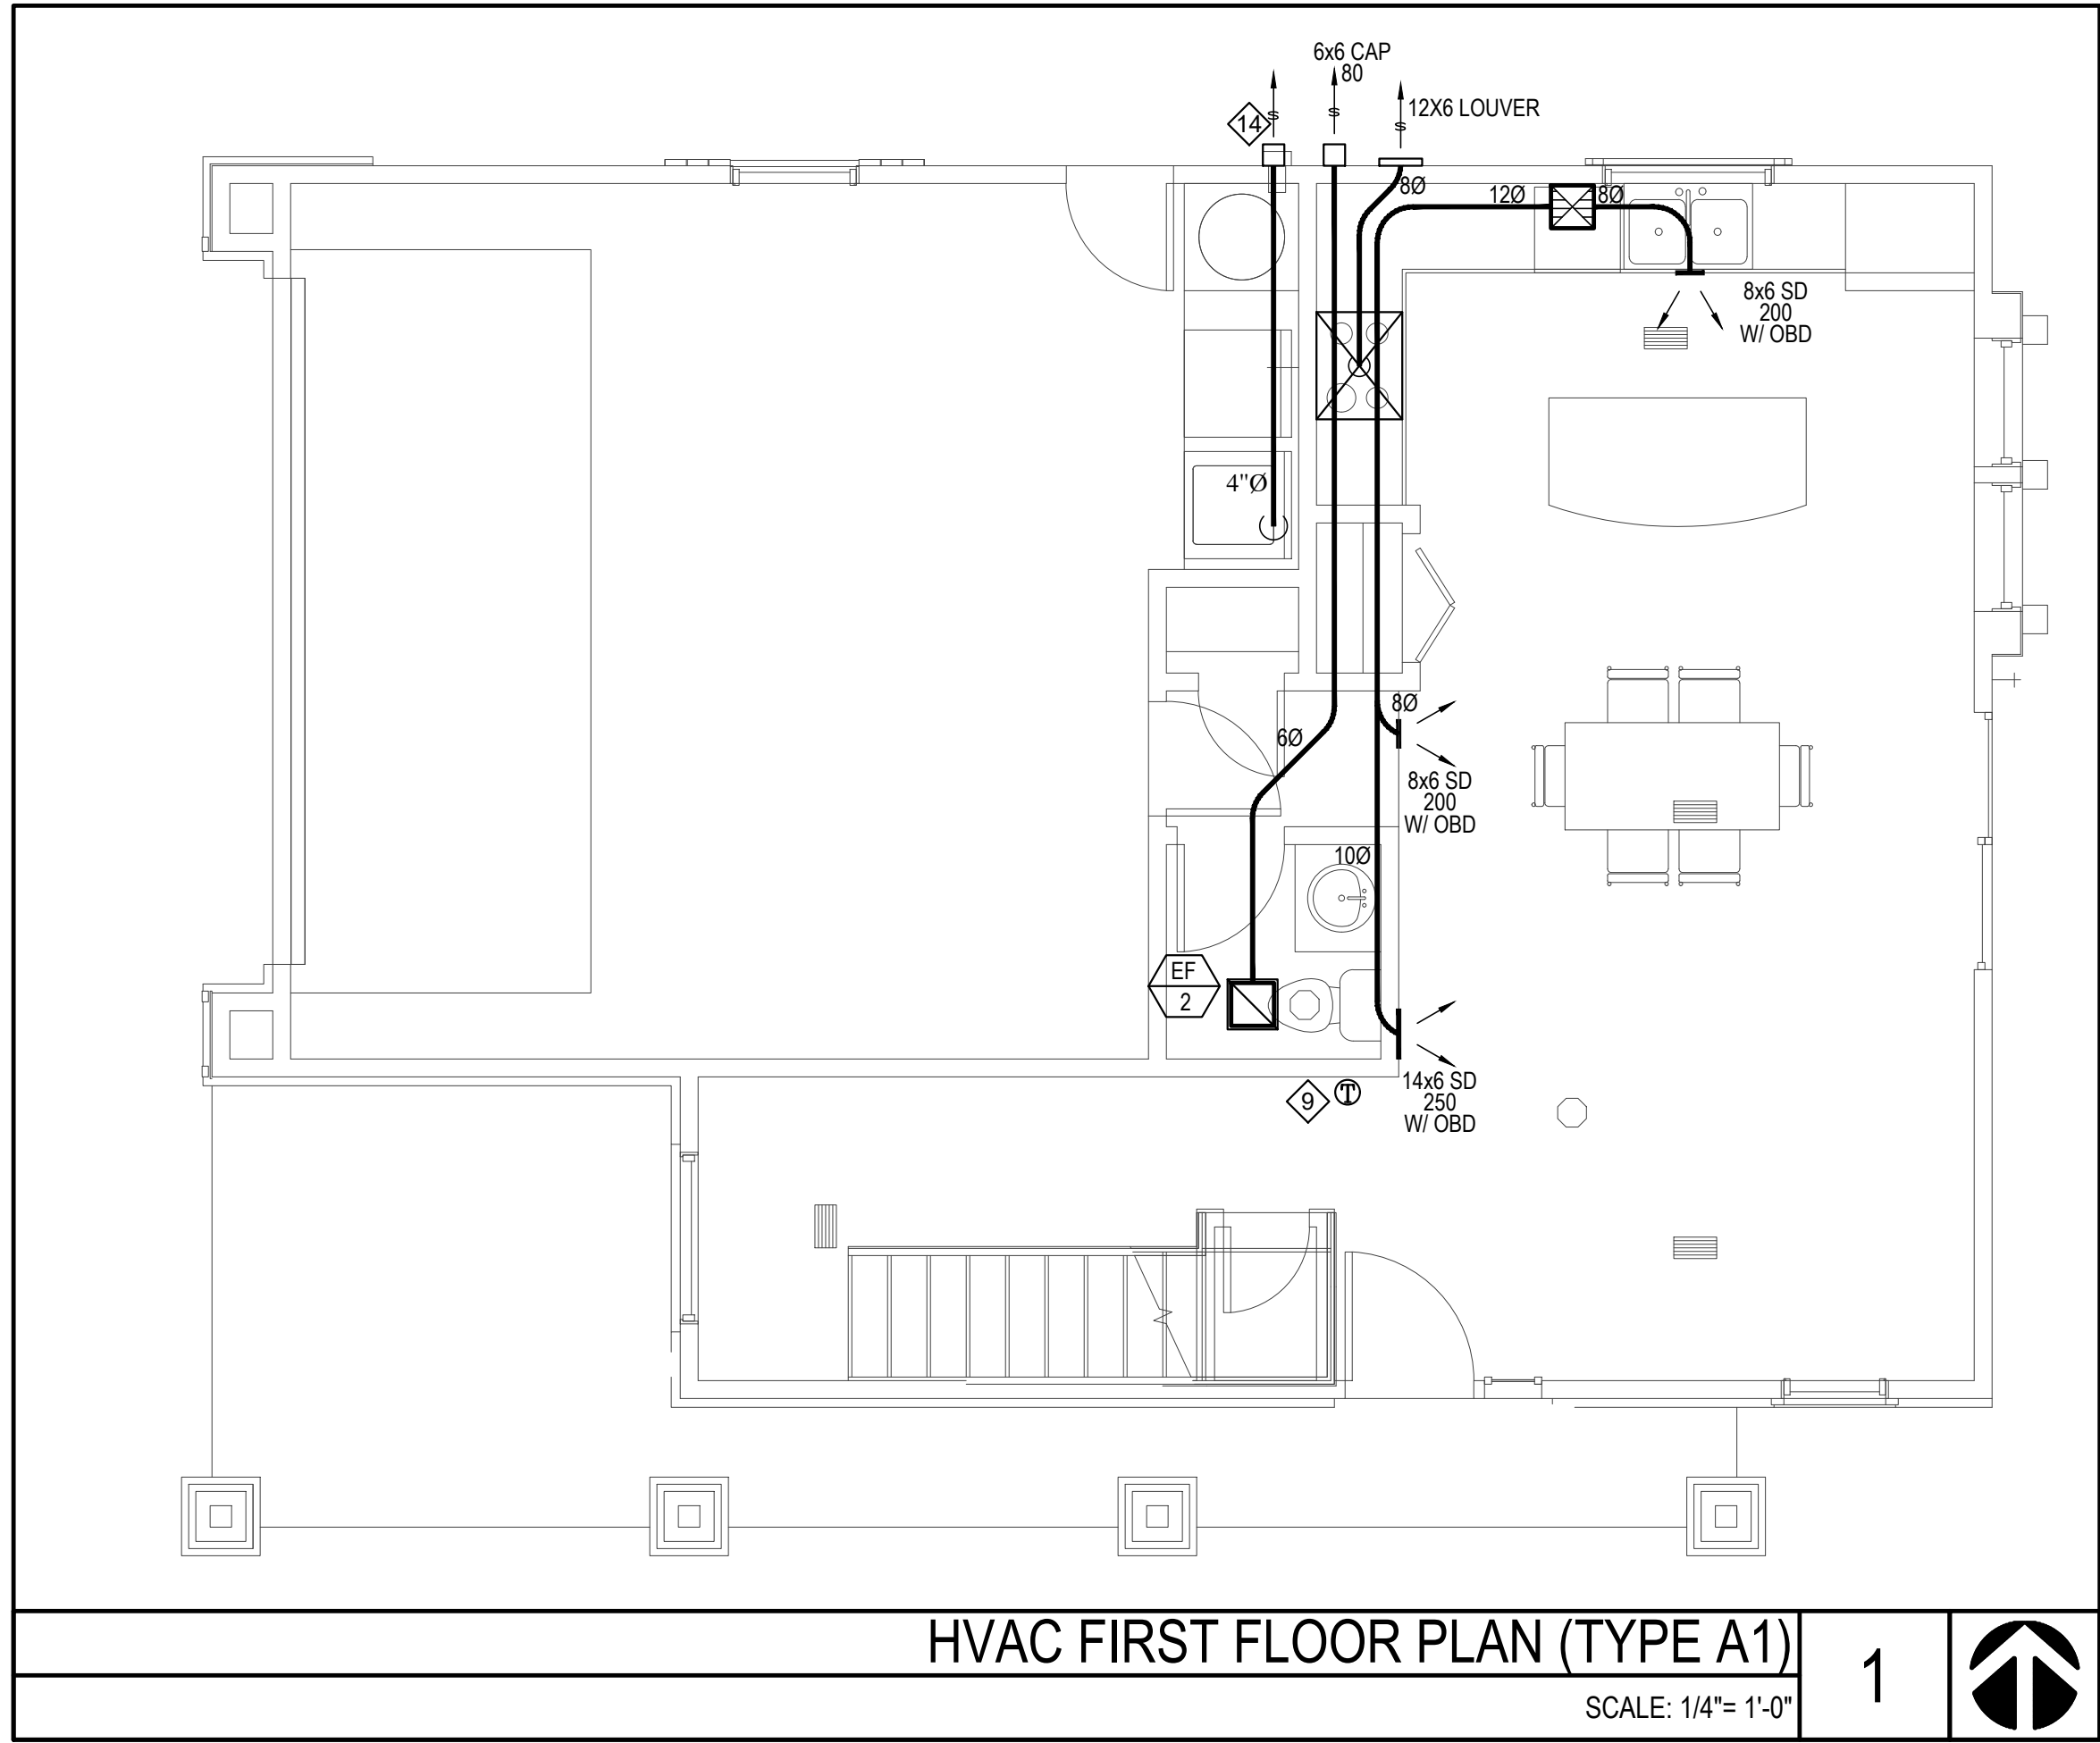 6x6 CAP
80
12X6 LOUVER
14
8Ø
12Ø
8Ø
8x6 SD
200
W/ OBD
4"Ø
8Ø
6Ø
8x6 SD
200
W/ OBD
10Ø
EF
2
9
T
14x6 SD
250
W/ OBD
HVAC FIRST FLOOR PLAN (TYPE A1)
1
SCALE: 1/4"= 1'-0"